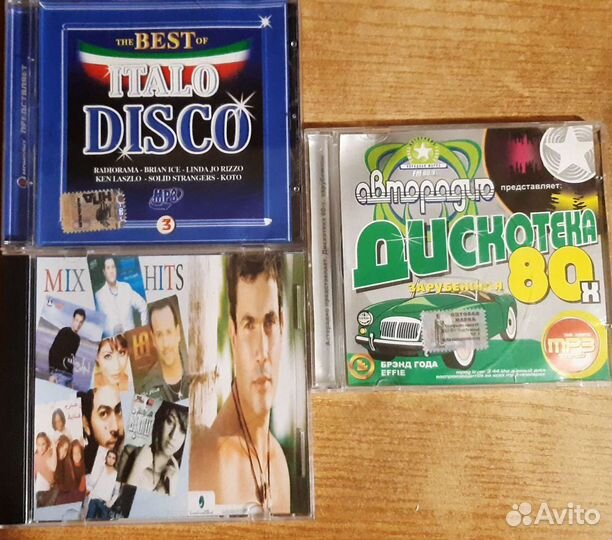 THE BEST OF
ITALO
DISCO
RADIORAMA - BRIAN ICE - LINDA JO RIZZO
KEN LASZLO - SOLID STRANGERS - KOTO
MP3
3
ПРЕДСТАВЛЯЕТ
авторадио
представляет:
ДИСКОТЕКА
80х
ЗАРУБЕЖНАЯ
БРЭНД ГОДА
EFFIE
MP3
MIX HITS
Avito